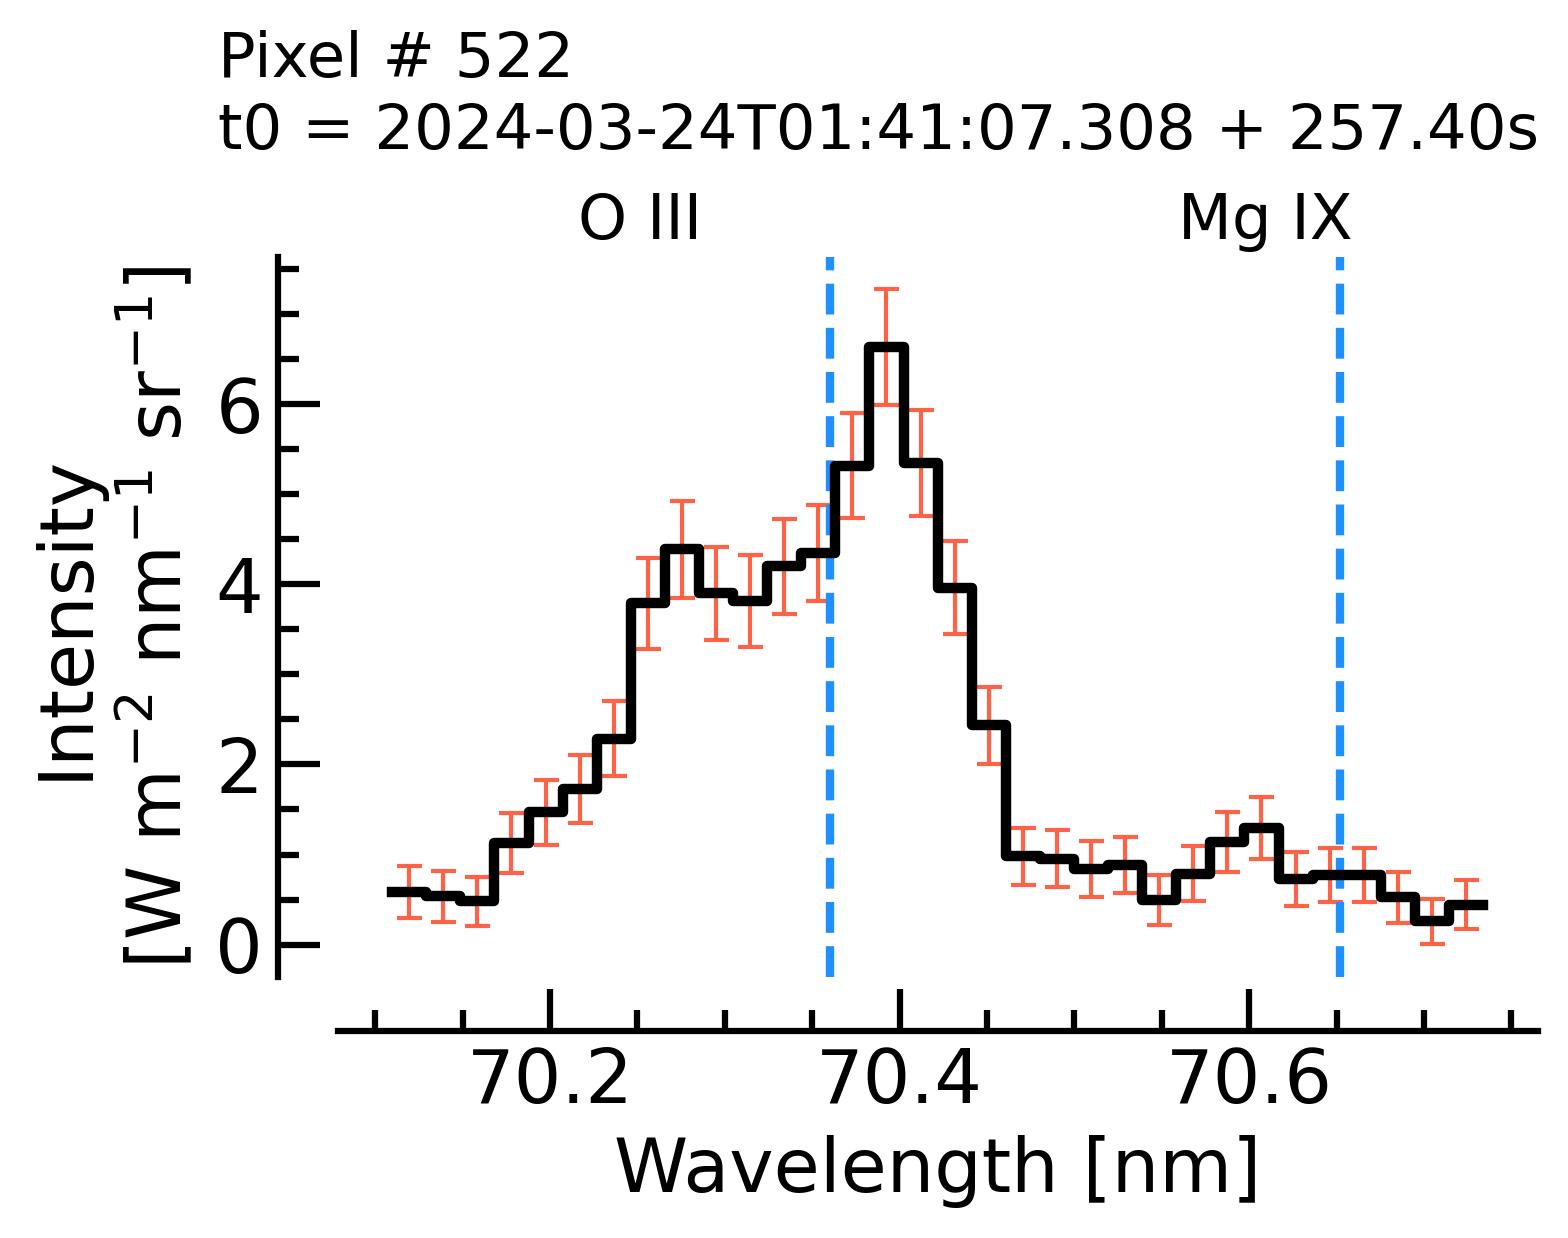 Pixel # 522
t0 = 2024-03-24T01:41:07.308 + 257.40s
O III
Mg IX
Intensity
[W m⁻² nm⁻¹ sr⁻¹]
6
4
2
0
70.2
70.4
70.6
Wavelength [nm]